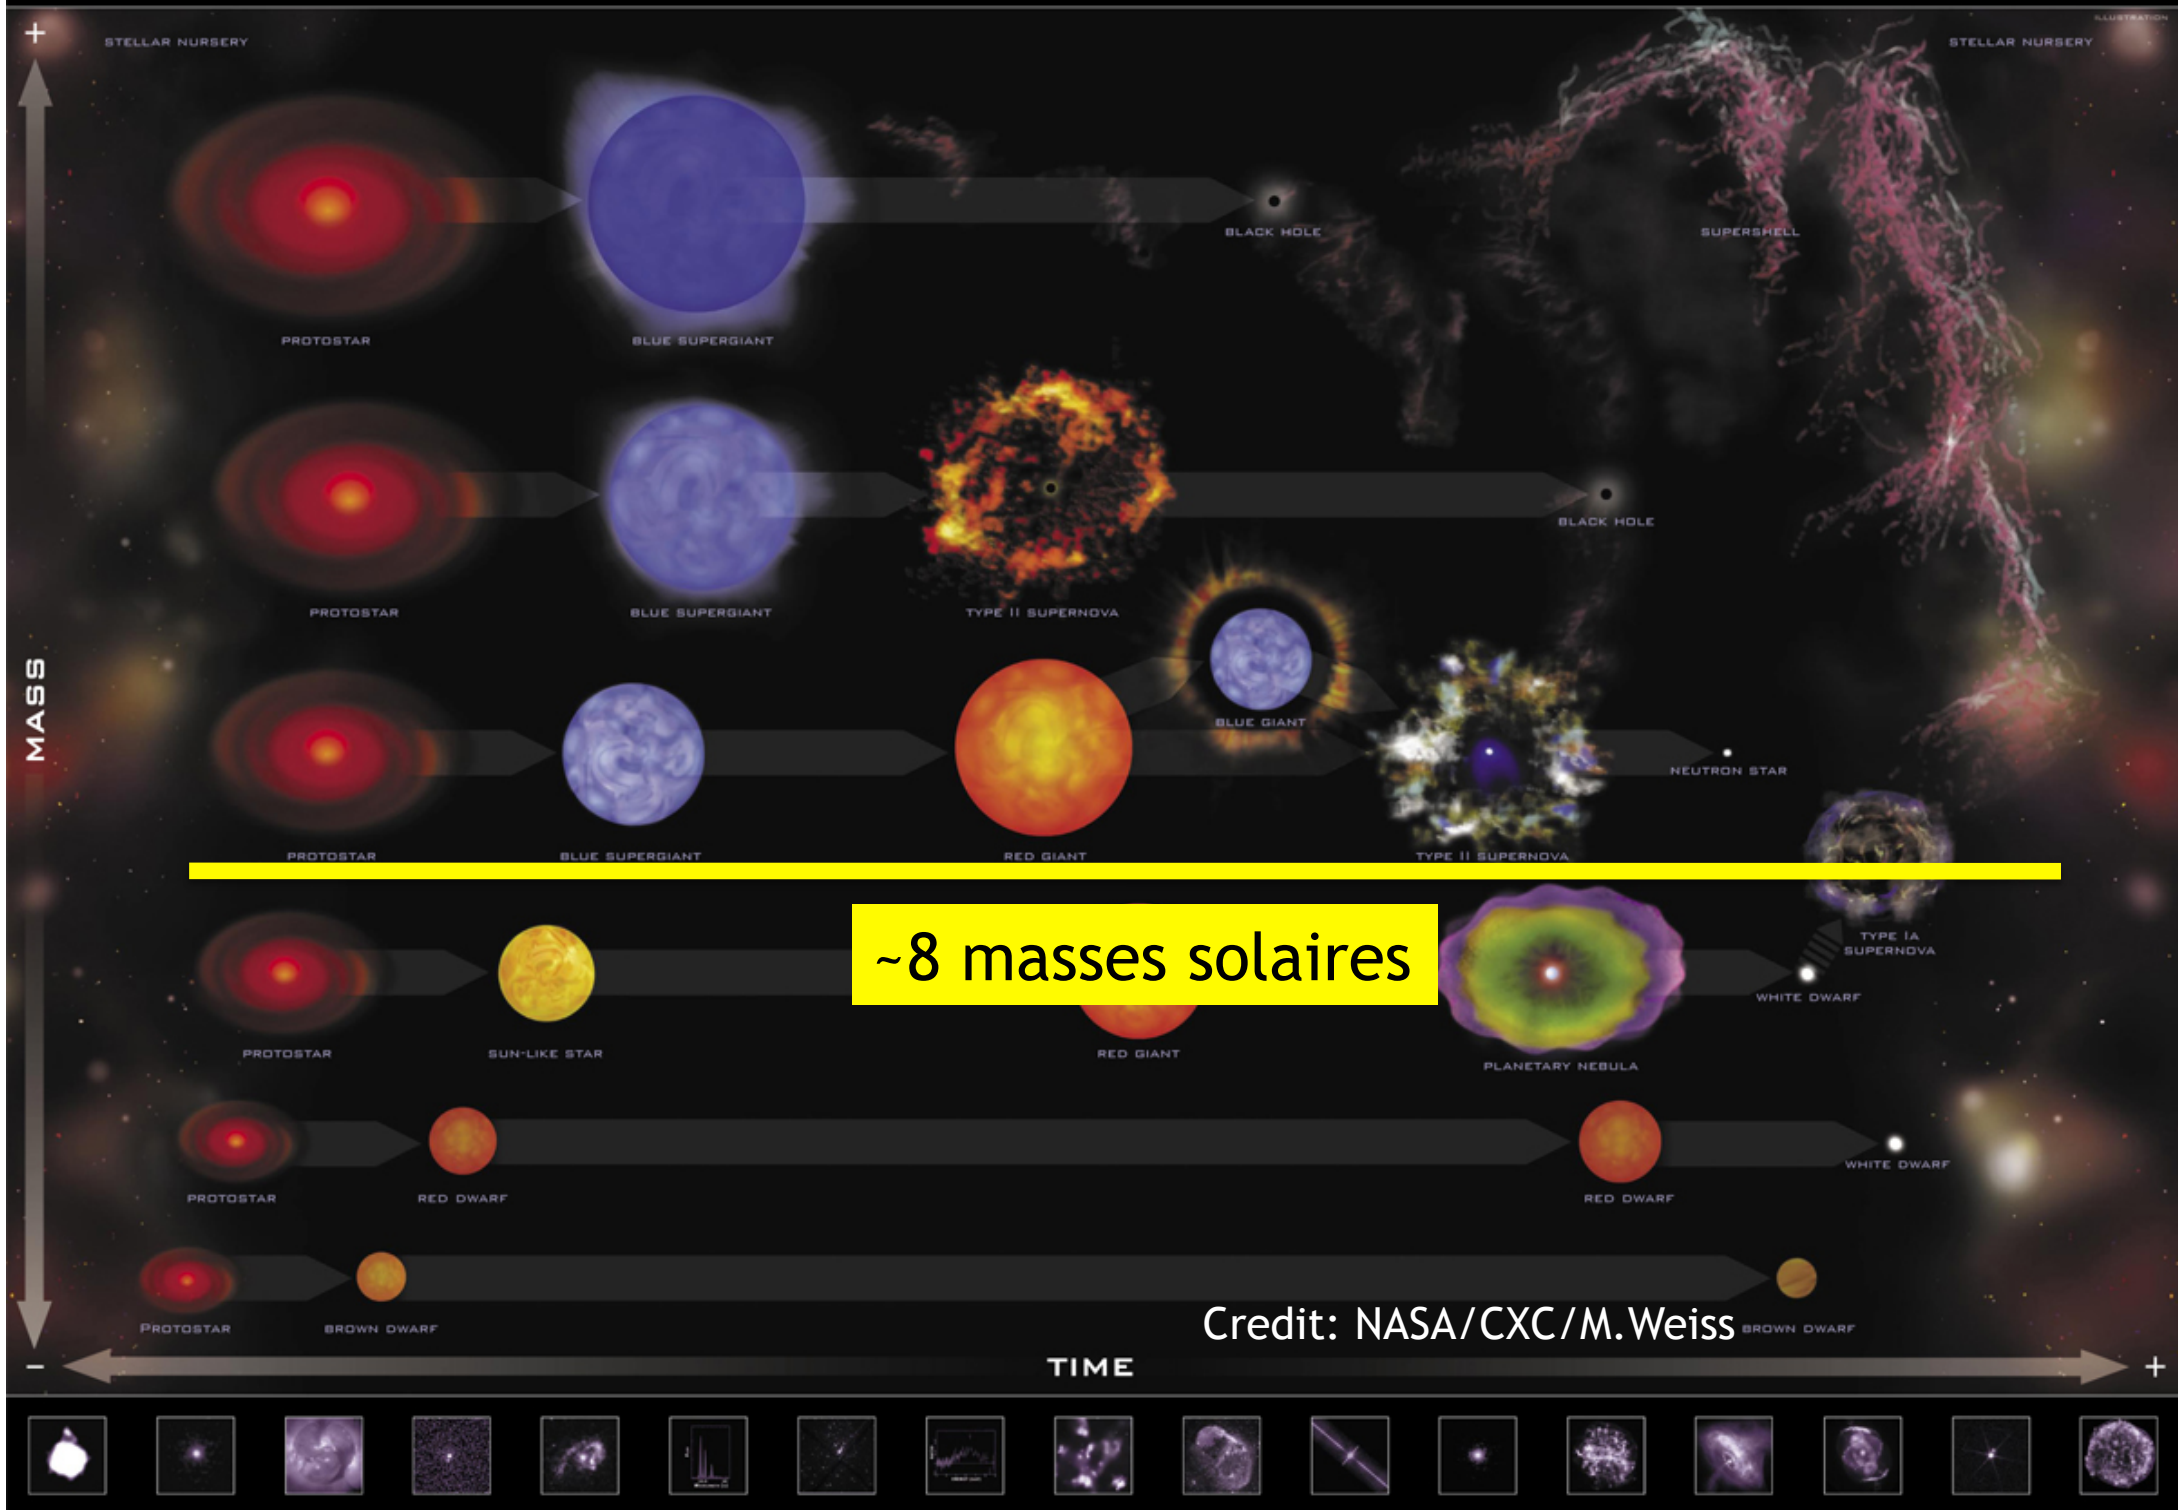 +
ILLUSTRATION
STELLAR NURSERY
STELLAR NURSERY
BLACK HOLE
SUPERSHELL
PROTOSTAR
BLUE SUPERGIANT
BLACK HOLE
PROTOSTAR
BLUE SUPERGIANT
TYPE II SUPERNOVA
MASS
BLUE GIANT
NEUTRON STAR
PROTOSTAR
BLUE SUPERGIANT
RED GIANT
TYPE II SUPERNOVA
~8 masses solaires
TYPE IA
SUPERNOVA
WHITE DWARF
PROTOSTAR
SUN-LIKE STAR
RED GIANT
PLANETARY NEBULA
WHITE DWARF
PROTOSTAR
RED DWARF
RED DWARF
Credit: NASA/CXC/M.Weiss
PROTOSTAR
BROWN DWARF
BROWN DWARF
–
TIME
+